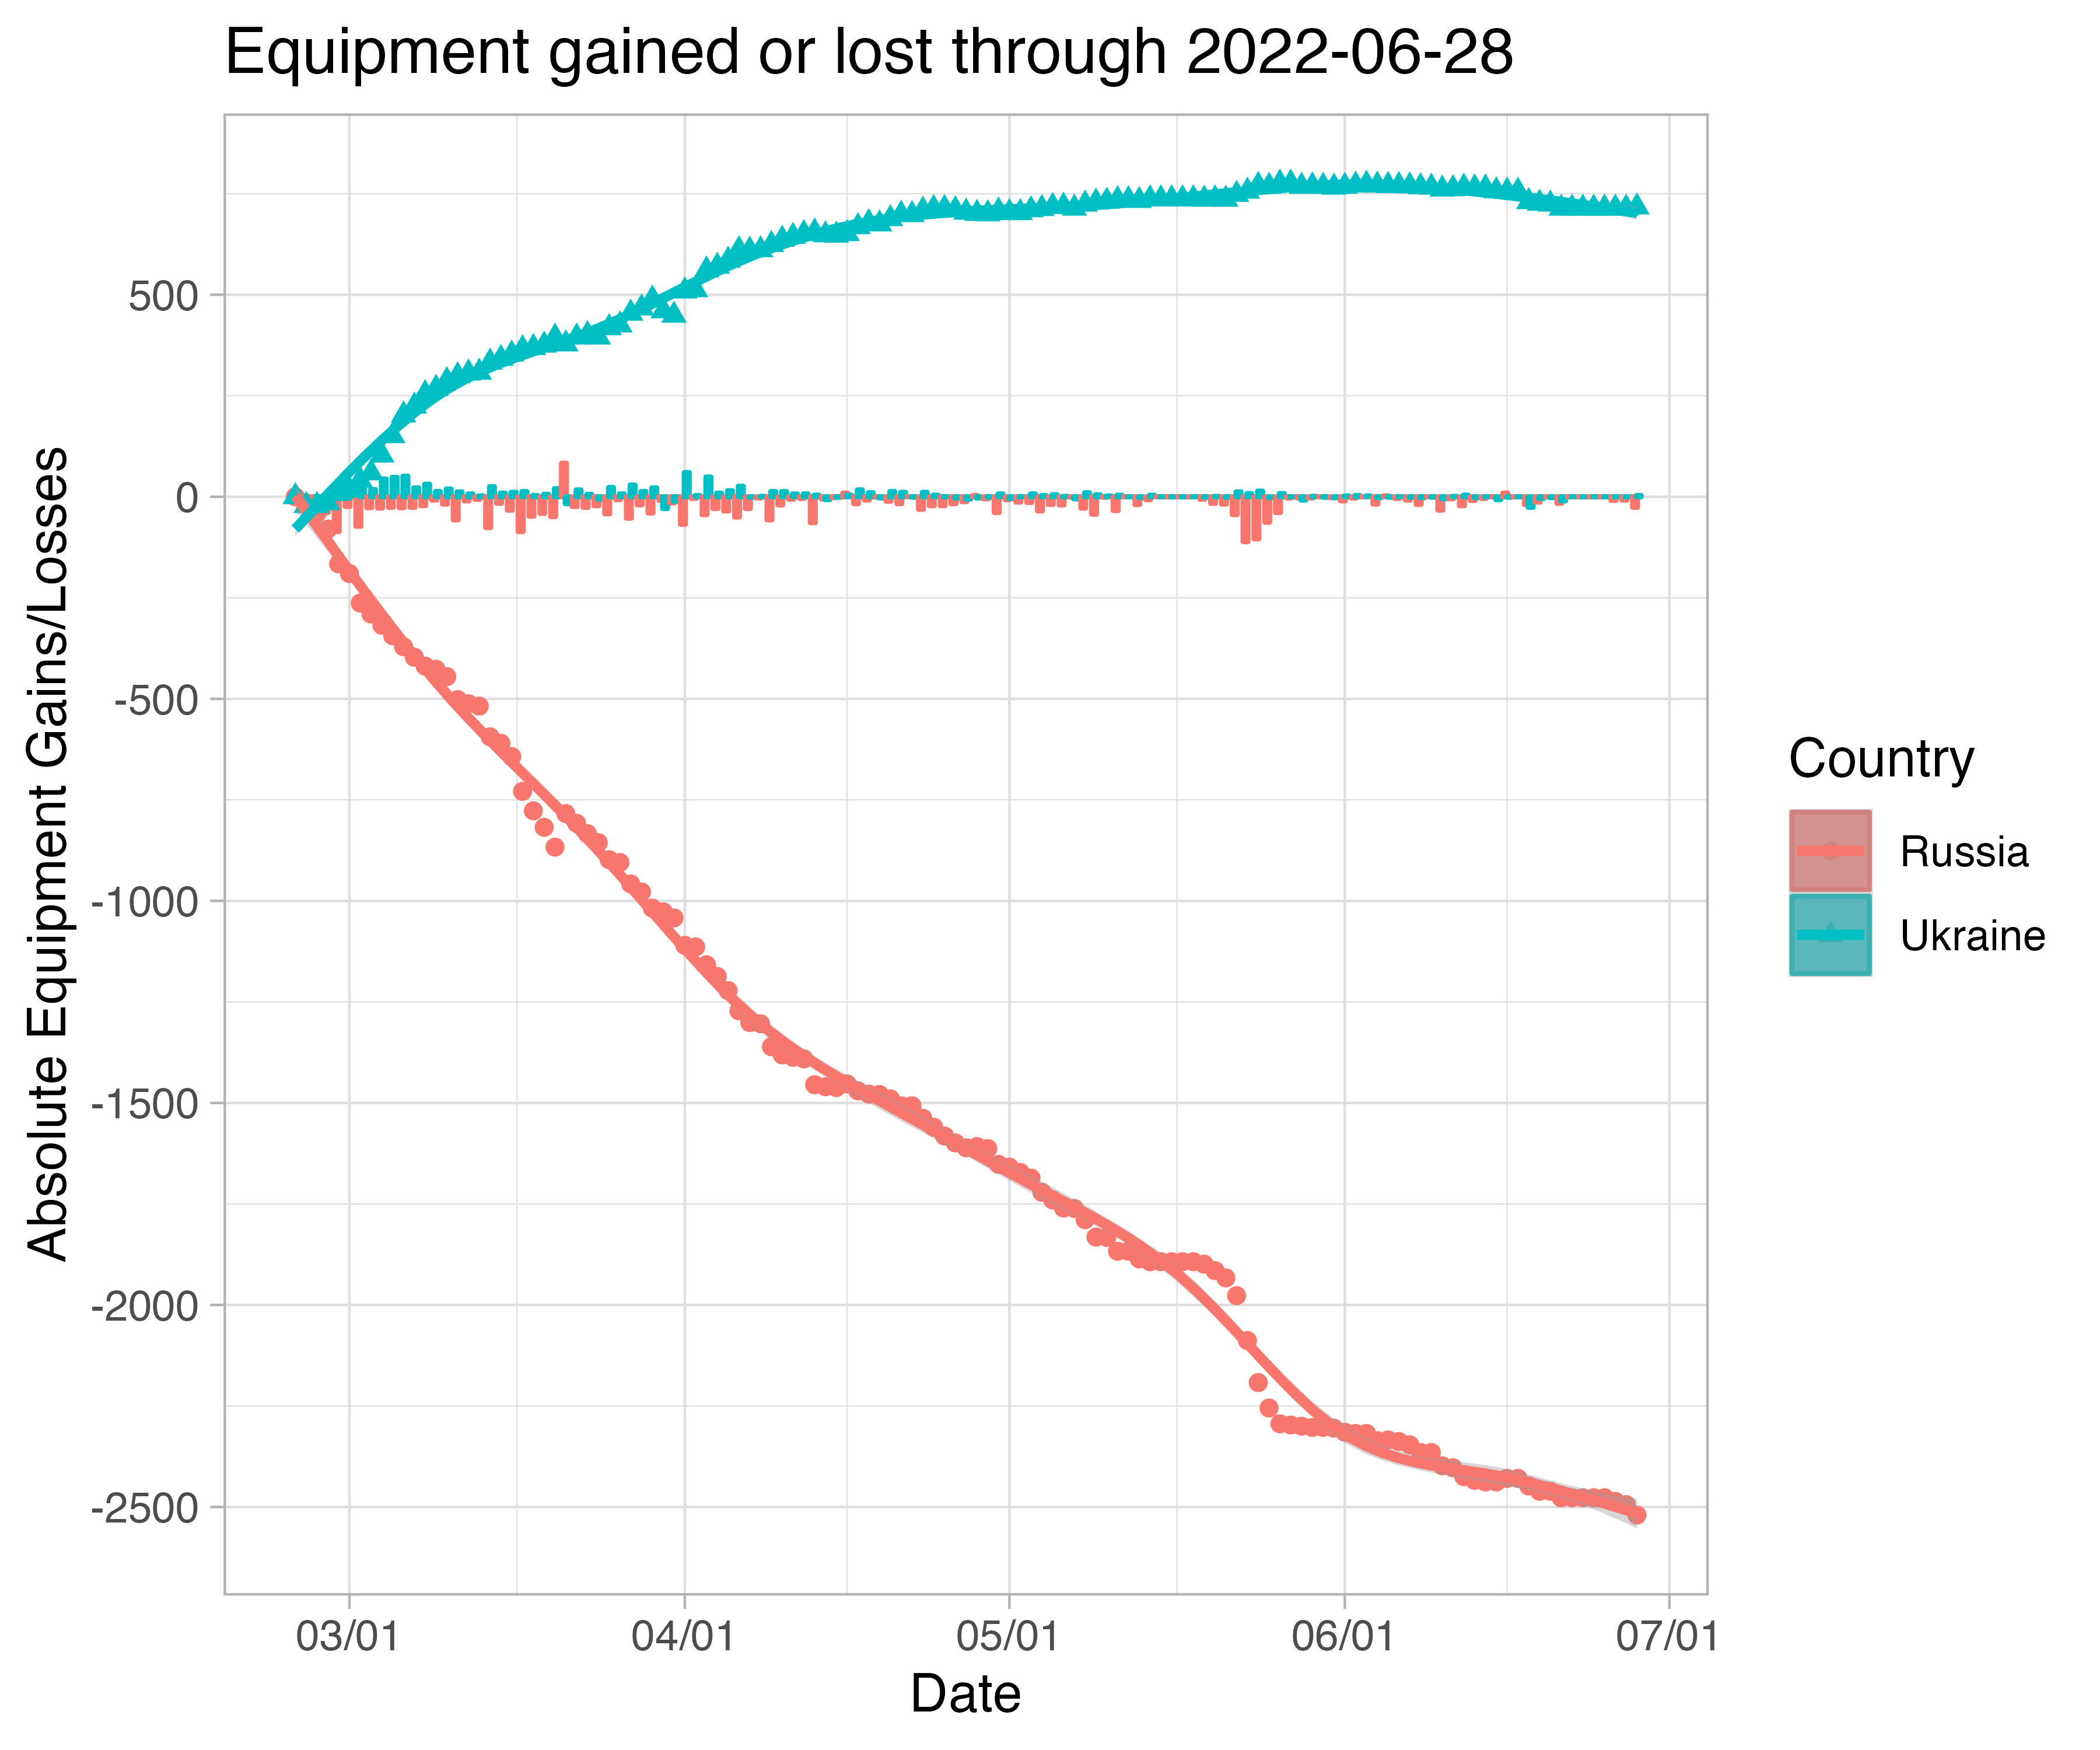 Equipment gained or lost through 2022-06-28
Absolute Equipment Gains/Losses
500
0
-500
-1000
-1500
-2000
-2500
03/01
04/01
05/01
06/01
07/01
Date
Country
Russia
Ukraine